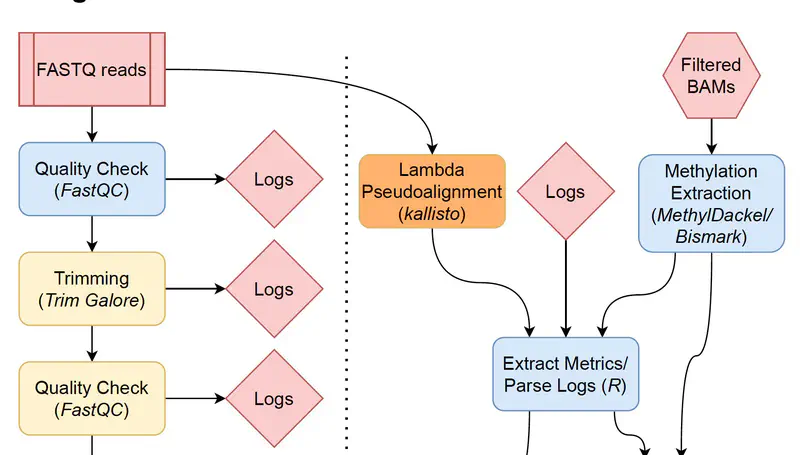 FASTQ reads
Quality Check
(FastQC)
Logs
Trimming
(Trim Galore)
Logs
Quality Check
(FastQC)
Logs
Lambda
Pseudoalignment
(kallisto)
Logs
Filtered
BAMs
Methylation
Extraction
(MethylDackel/
Bismark)
Extract Metrics/
Parse Logs (R)